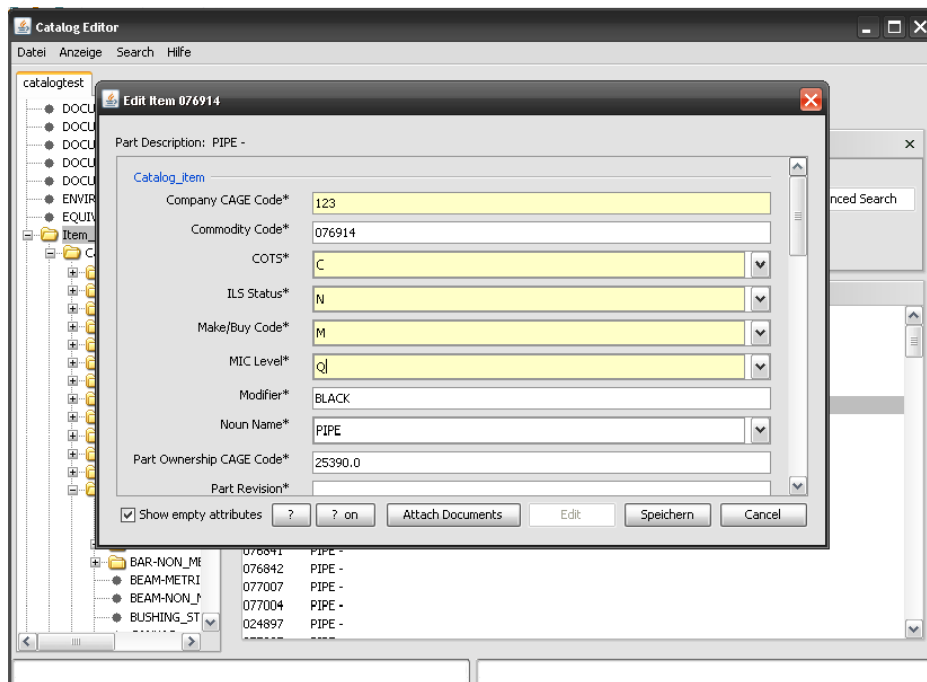 Catalog Editor
Datei Anzeige Search Hilfe
catalogtest
Edit Item 076914
Part Description: PIPE -
Catalog_item
Company CAGE Code* 123
Commodity Code* 076914
COTS* C
ILS Status* N
Make/Buy Code* M
MIC Level* Q
Modifier* BLACK
Noun Name* PIPE
Part Ownership CAGE Code* 25390.0
Part Revision*
Show empty attributes ? ? on Attach Documents Edit Speichern Cancel
DOCU
DOCU
DOCU
DOCU
DOCU
ENVIR
EQUIV
Item_
C
nced Search
BAR-NON_ME
BEAM-METRI
BEAM-NON_
BUSHING_ST
076841 PIPE -
076842 PIPE -
077007 PIPE -
077004 PIPE -
024897 PIPE -